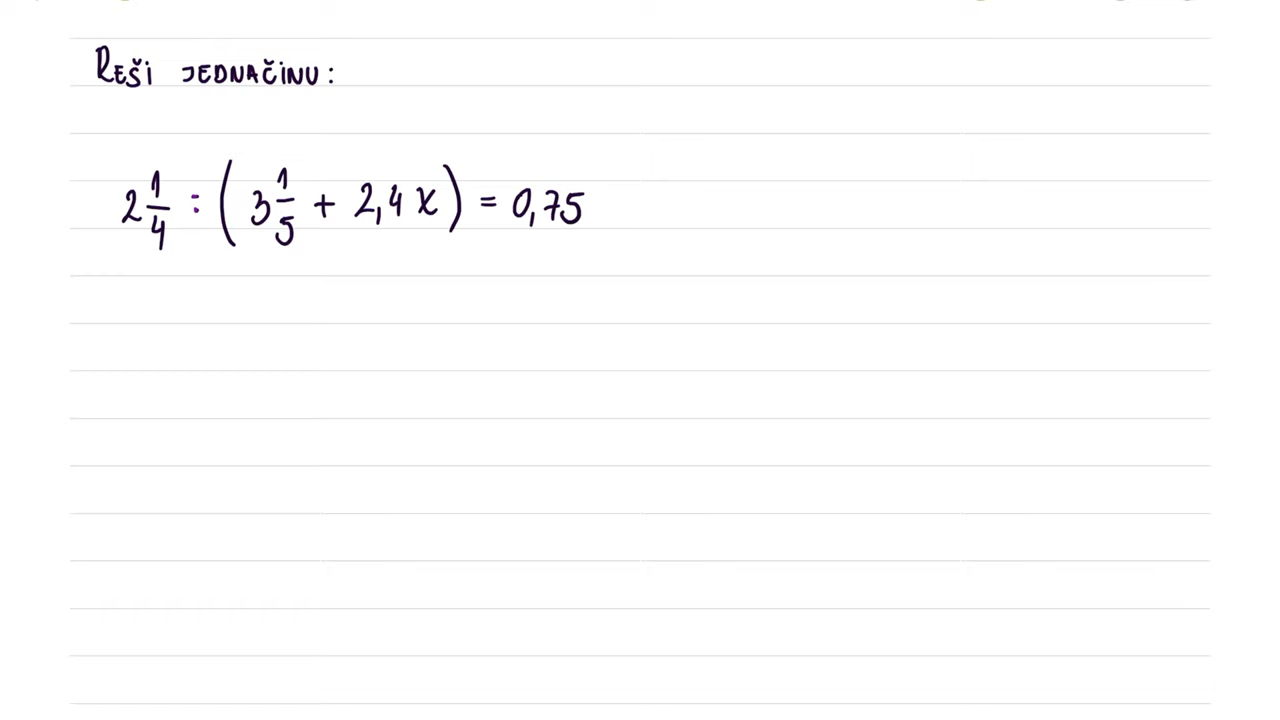 Reši jednačinu:
2 1/4 : (3 1/5 + 2,4 x) = 0,75